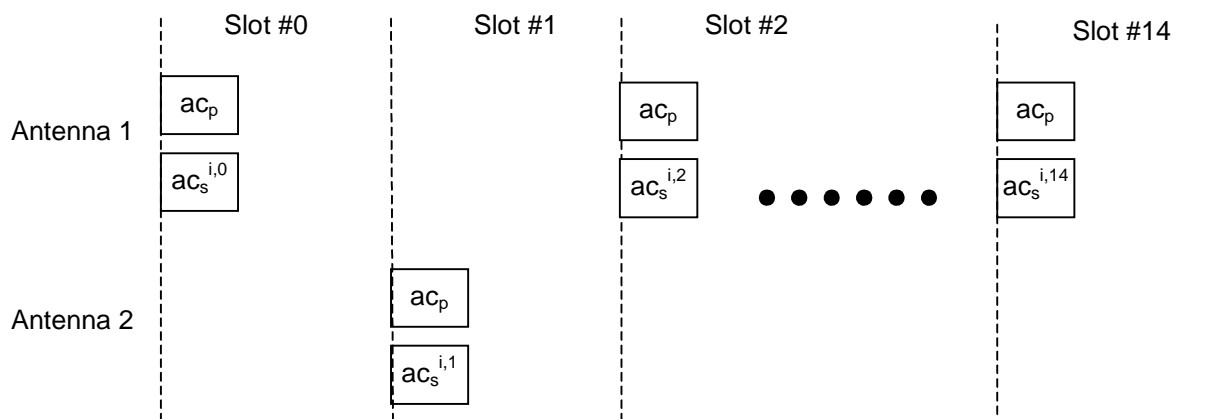 Slot #0 Slot #1 Slot #2 Slot #14
Antenna 1
ac_p ac_p ac_p
ac_s^i,0 ac_s^i,2 ac_s^i,14
Antenna 2
ac_p
ac_s^i,1